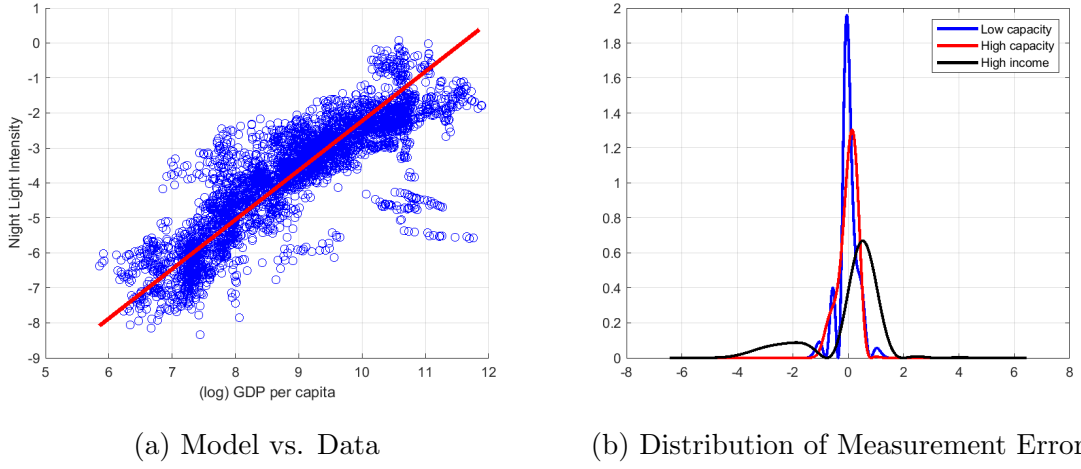 1
0
-1
-2
-3
-4
-5
-6
-7
-8
-9
Night Light Intensity
5 6 7 8 9 10 11 12
(log) GDP per capita
(a) Model vs. Data
2
1.8
1.6
1.4
1.2
1
0.8
0.6
0.4
0.2
0
-8 -6 -4 -2 0 2 4 6 8
Low capacity
High capacity
High income
(b) Distribution of Measurement Error